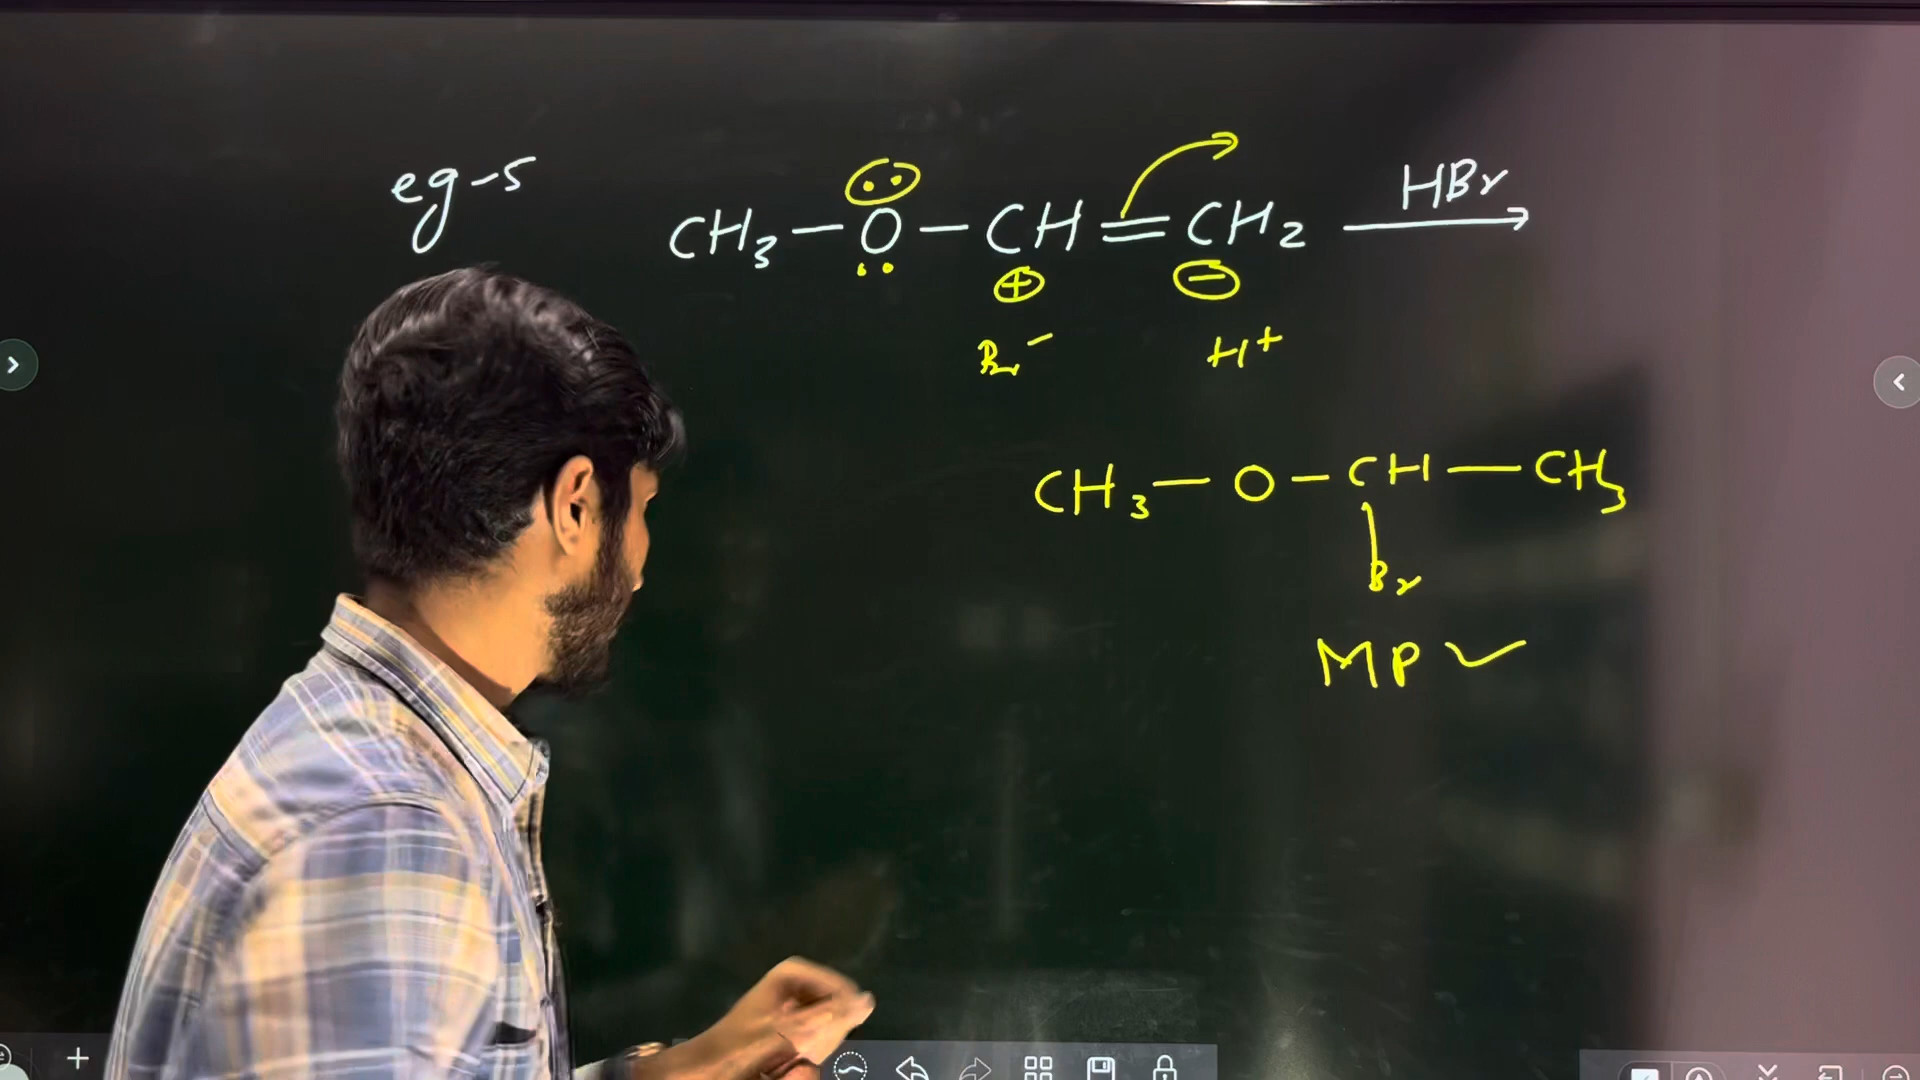 eg-5
CH₃-Ö-CH=CH₂ HBr→
⊕ ⊖
Br⁻ H⁺
CH₃-O-CH-CH₃
Br
MP ✓